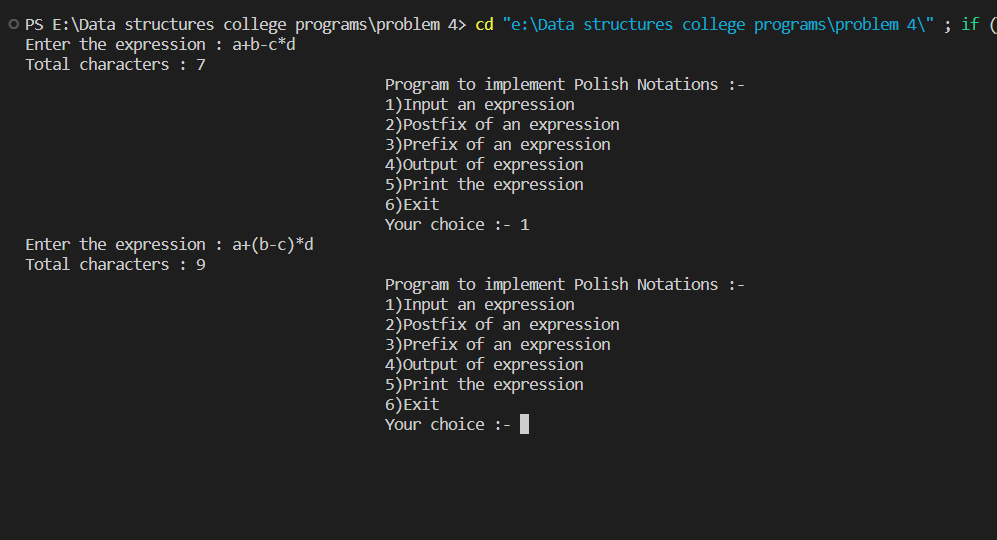 PS E:\Data structures college programs\problem 4> cd "e:\Data structures college programs\problem 4\" ; if (
Enter the expression : a+b-c*d
Total characters : 7
Program to implement Polish Notations :-
1)Input an expression
2)Postfix of an expression
3)Prefix of an expression
4)Output of expression
5)Print the expression
6)Exit
Your choice :- 1
Enter the expression : a+(b-c)*d
Total characters : 9
Program to implement Polish Notations :-
1)Input an expression
2)Postfix of an expression
3)Prefix of an expression
4)Output of expression
5)Print the expression
6)Exit
Your choice :-